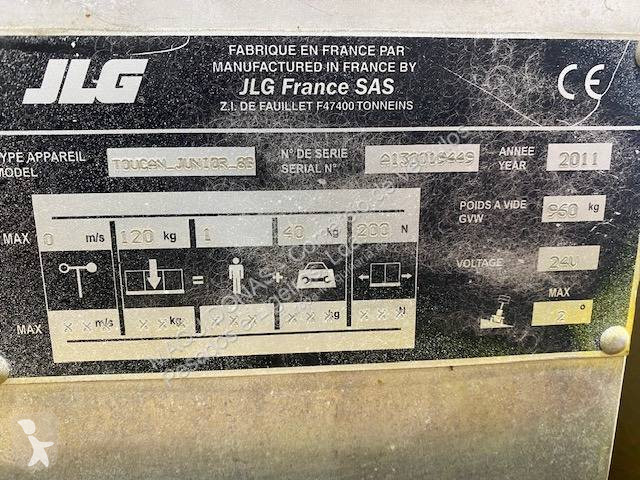 JLG
FABRIQUE EN FRANCE PAR
MANUFACTURED IN FRANCE BY
JLG France SAS
Z.I. DE FAUILLET F47400 TONNEINS
CE
TYPE APPAREIL
MODEL
TOUCAN_JUNIOR_6B
N° DE SERIE
SERIAL N°
ANNEE
YEAR
2011
MAX 0 m/s 120 kg 1 40 kg 200 N
= +
MAX X X X m/s X X X kg X X X X X X kg X X X N
POIDS A VIDE
GVW
960 kg
VOLTAGE
24V
MAX
2°